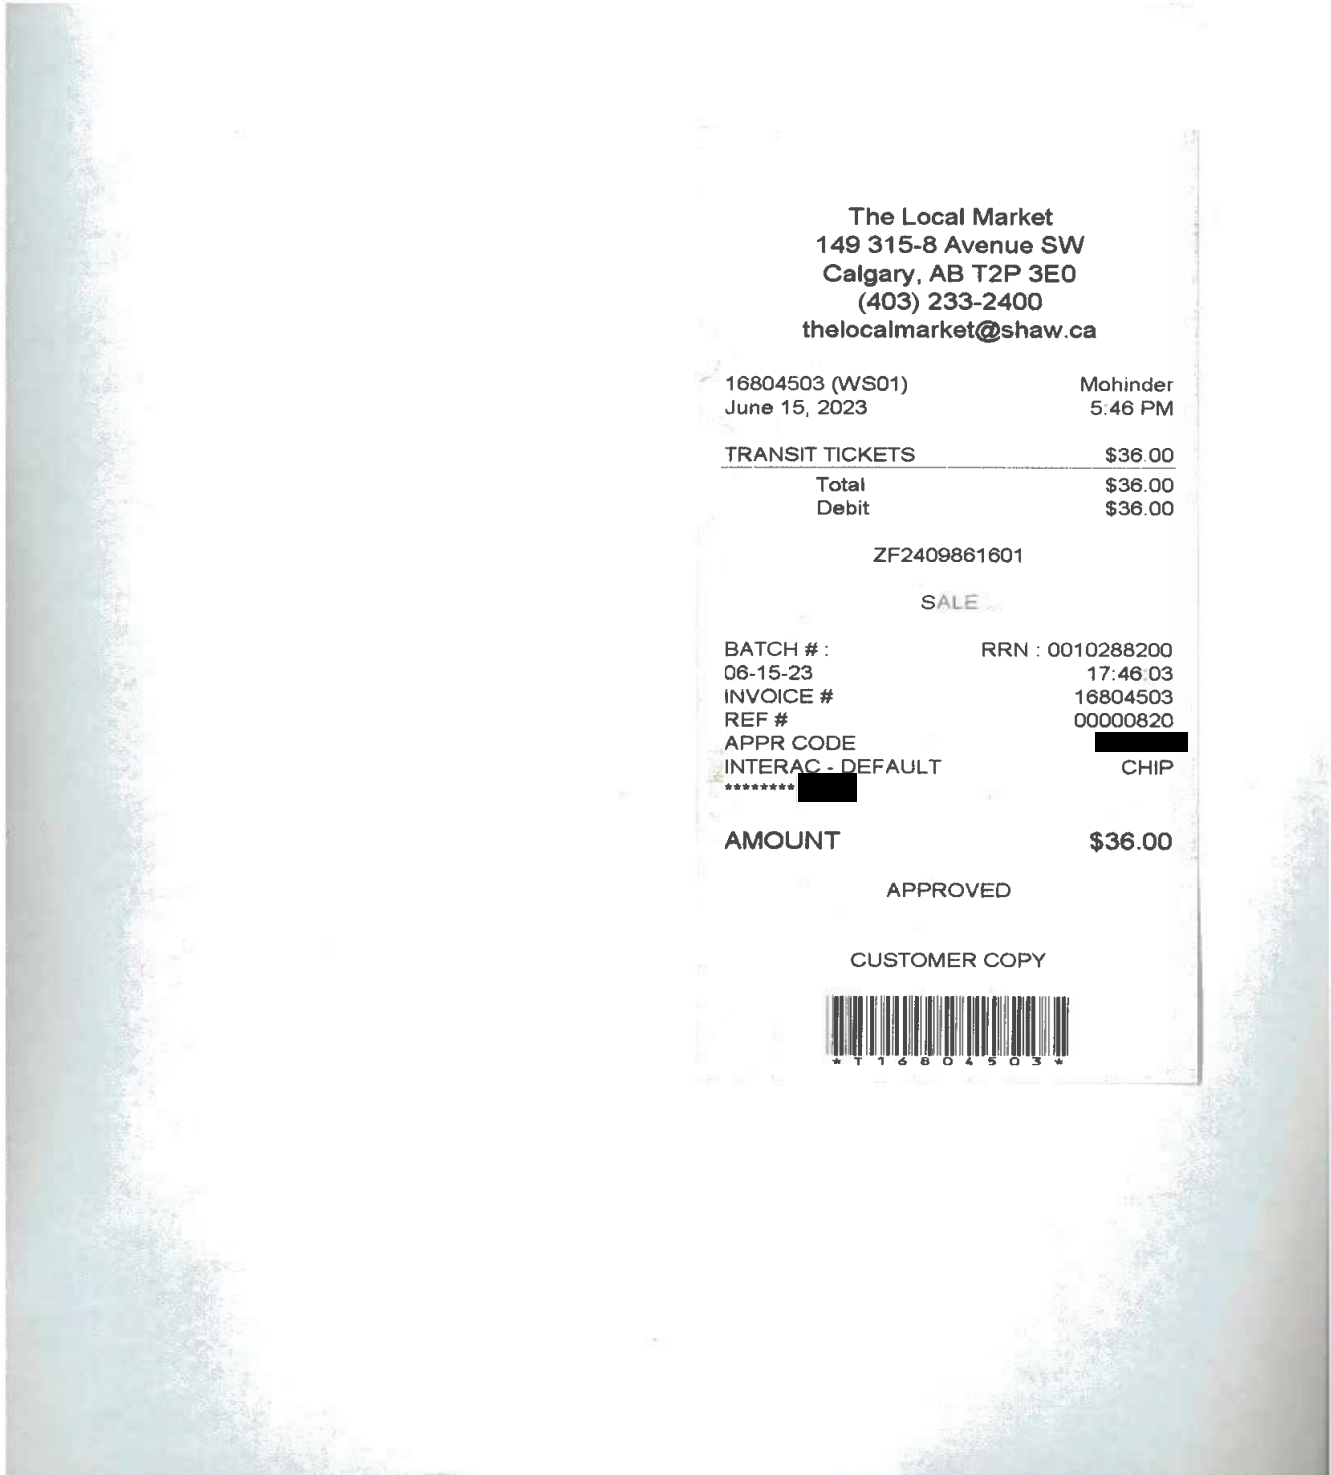 The Local Market
149 315-8 Avenue SW
Calgary, AB T2P 3E0
(403) 233-2400
thelocalmarket@shaw.ca
16804503 (WS01) Mohinder
June 15, 2023 5:46 PM
TRANSIT TICKETS $36.00
Total $36.00
Debit $36.00
ZF2409861601
SALE
BATCH # : RRN : 0010288200
06-15-23 17:46:03
INVOICE # 16804503
REF # 00000820
APPR CODE
INTERAC - DEFAULT CHIP
********
AMOUNT $36.00
APPROVED
CUSTOMER COPY
*T16804503*